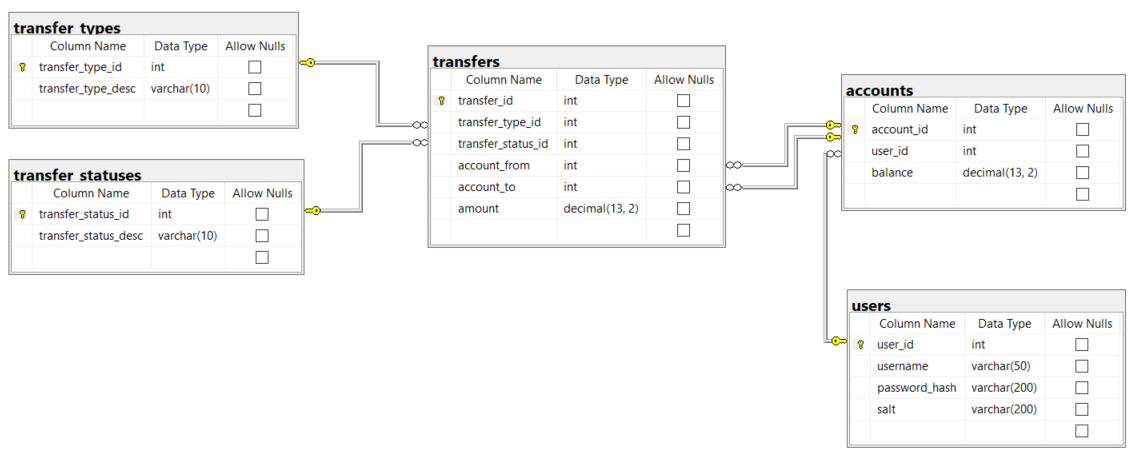 transfer_types
Column Name Data Type Allow Nulls
transfer_type_id int
transfer_type_desc varchar(10)
transfer_statuses
Column Name Data Type Allow Nulls
transfer_status_id int
transfer_status_desc varchar(10)
transfers
Column Name Data Type Allow Nulls
transfer_id int
transfer_type_id int
transfer_status_id int
account_from int
account_to int
amount decimal(13, 2)
accounts
Column Name Data Type Allow Nulls
account_id int
user_id int
balance decimal(13, 2)
users
Column Name Data Type Allow Nulls
user_id int
username varchar(50)
password_hash varchar(200)
salt varchar(200)